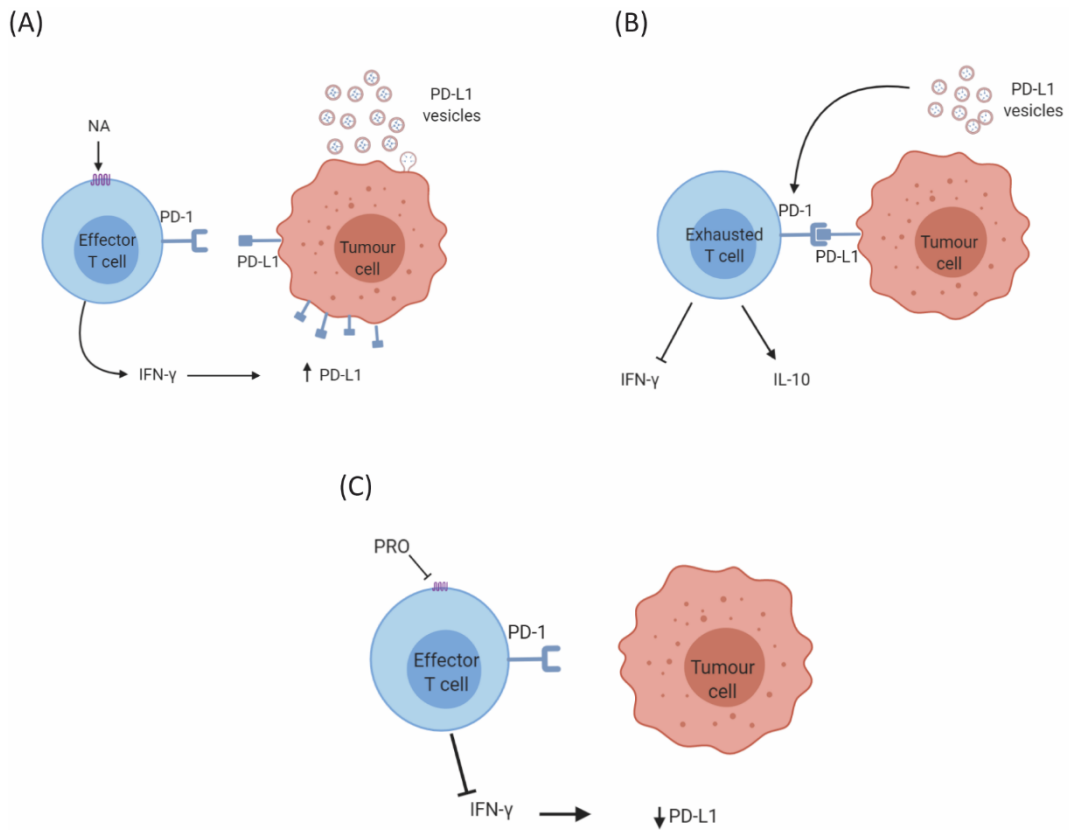 (A)
NA
Effector
T cell
PD-1
PD-L1
Tumour
cell
PD-L1
vesicles
IFN-γ
↑ PD-L1
(B)
PD-L1
vesicles
PD-1
Exhausted
T cell
PD-L1
Tumour
cell
IFN-γ
IL-10
(C)
PRO
PD-1
Effector
T cell
Tumour
cell
IFN-γ
↓ PD-L1